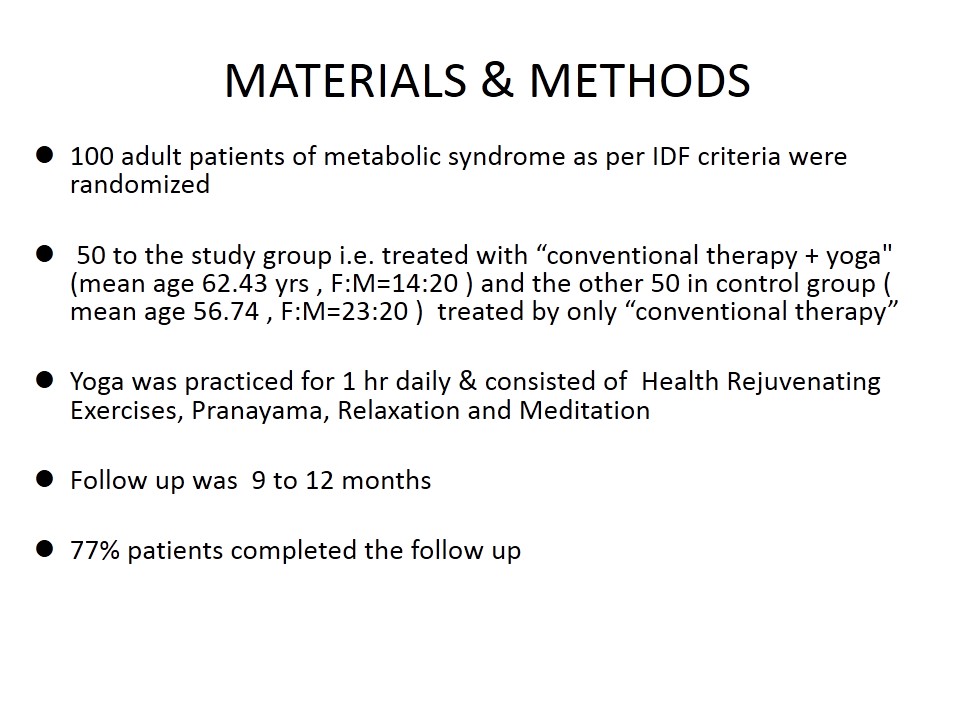 MATERIALS & METHODS
● 100 adult patients of metabolic syndrome as per IDF criteria were
randomized
● 50 to the study group i.e. treated with “conventional therapy + yoga"
(mean age 62.43 yrs , F:M=14:20 ) and the other 50 in control group (
mean age 56.74 , F:M=23:20 )  treated by only “conventional therapy”
● Yoga was practiced for 1 hr daily & consisted of  Health Rejuvenating
Exercises, Pranayama, Relaxation and Meditation
● Follow up was  9 to 12 months
● 77% patients completed the follow up